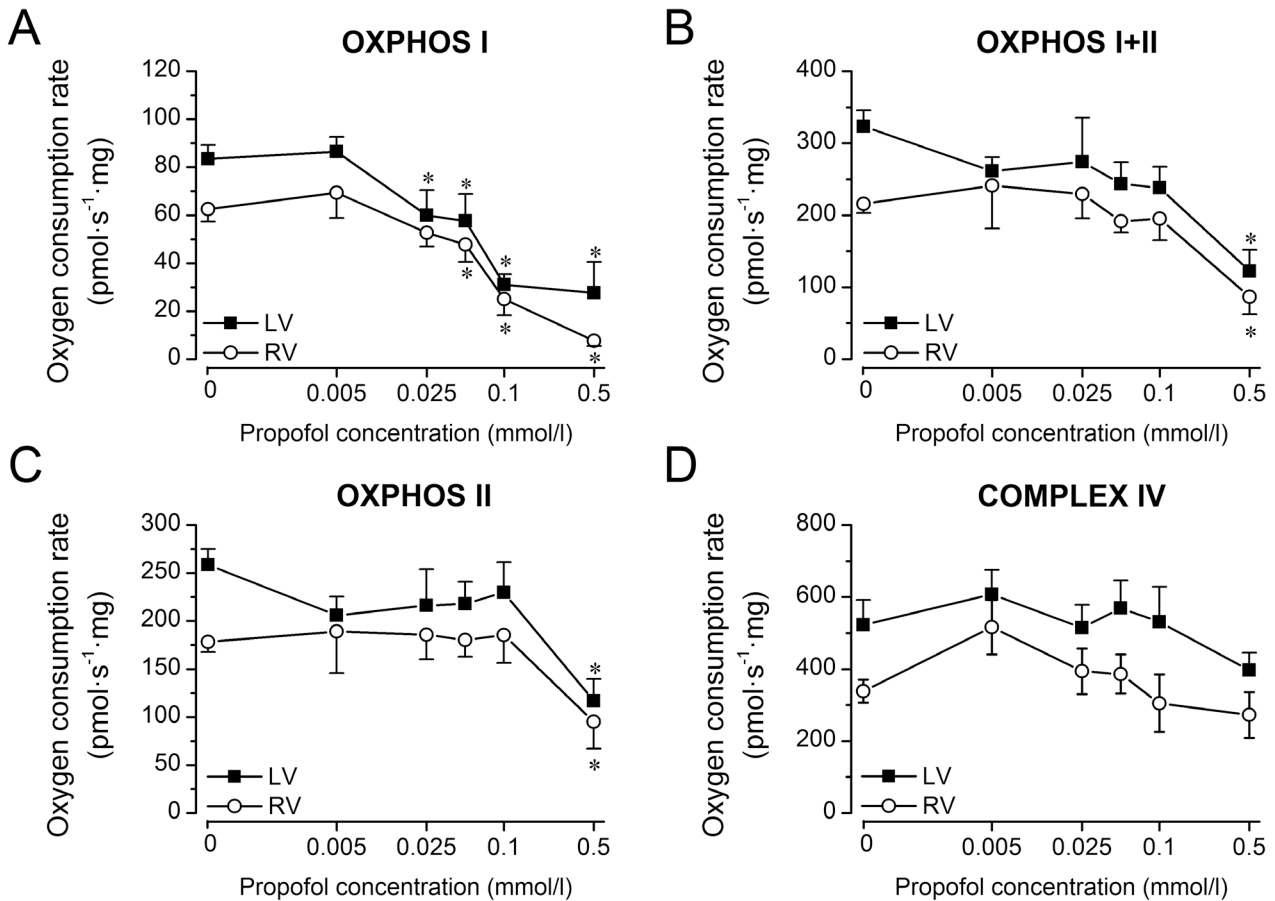 A
OXPHOS I
Oxygen consumption rate
(pmol·s-1·mg)
120
100
80
60
40
20
0
* * * * * * * *
LV
RV
0 0.005 0.025 0.1 0.5
Propofol concentration (mmol/l)
B
OXPHOS I+II
Oxygen consumption rate
(pmol·s-1·mg)
400
300
200
100
0
* *
LV
RV
0 0.005 0.025 0.1 0.5
Propofol concentration (mmol/l)
C
OXPHOS II
Oxygen consumption rate
(pmol·s-1·mg)
300
250
200
150
100
50
0
* *
LV
RV
0 0.005 0.025 0.1 0.5
Propofol concentration (mmol/l)
D
COMPLEX IV
Oxygen consumption rate
(pmol·s-1·mg)
800
600
400
200
0
LV
RV
0 0.005 0.025 0.1 0.5
Propofol concentration (mmol/l)